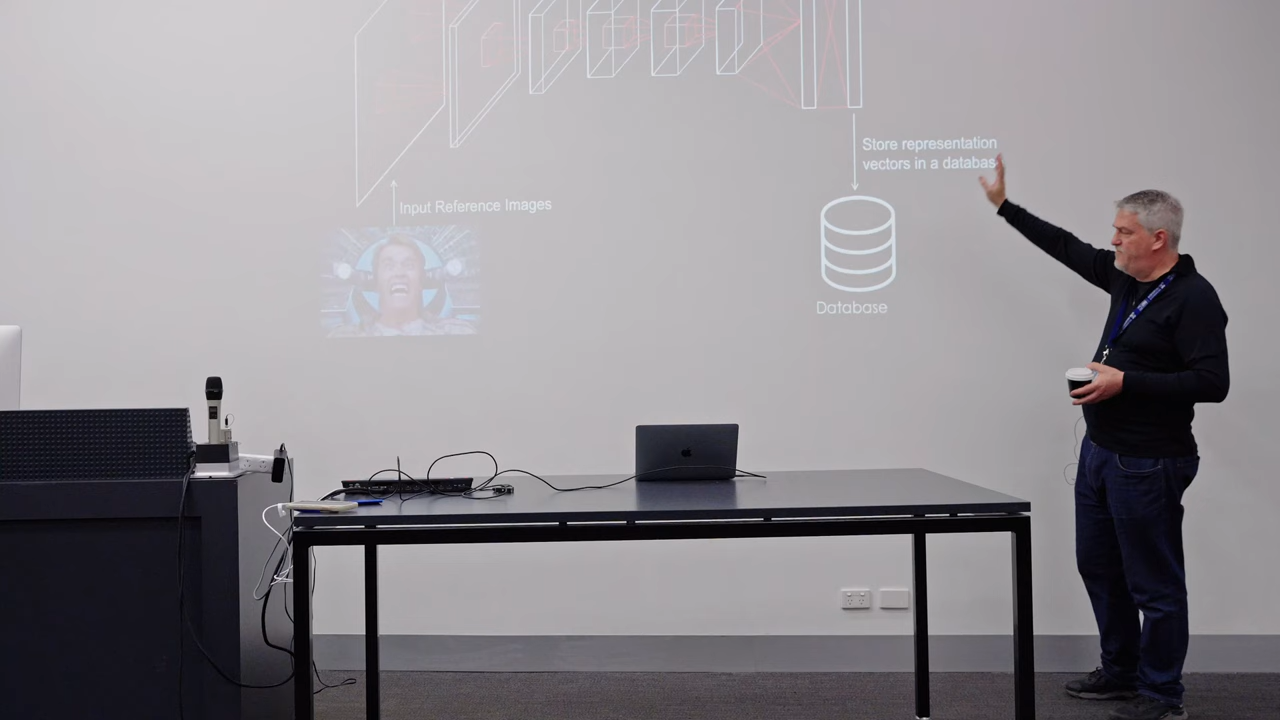 Store representation
vectors in a databas
Input Reference Images
Database